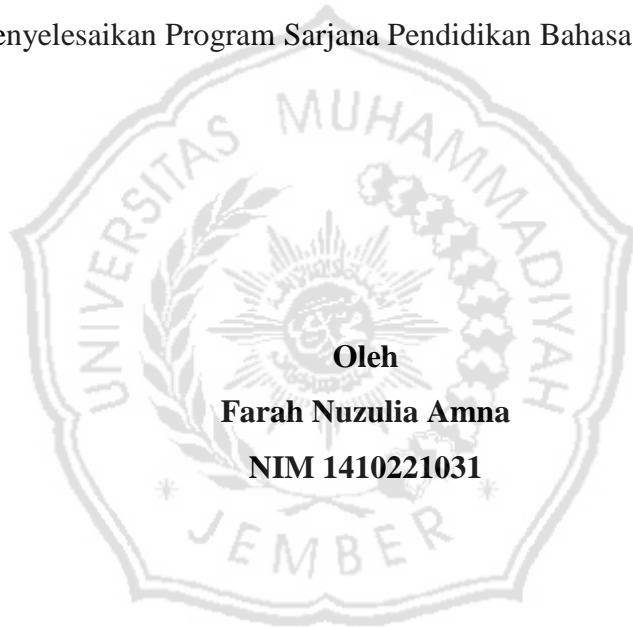 enyelesaikan Program Sarjana Pendidikan Bahasa
UNIVERSITAS MUHAMMADIYAH
Oleh
Farah Nuzulia Amna
NIM 1410221031
* JEMBER *